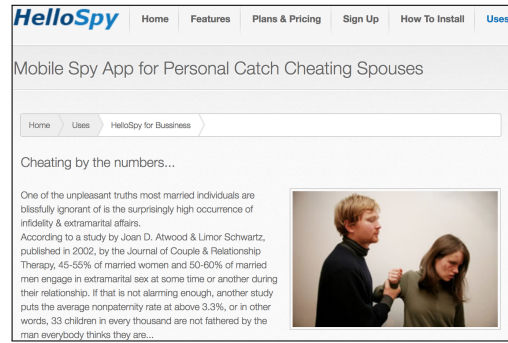 HelloSpy
Home Features Plans & Pricing Sign Up How To Install Uses
Mobile Spy App for Personal Catch Cheating Spouses
Home Uses HelloSpy for Bussiness
Cheating by the numbers...
One of the unpleasant truths most married individuals are
blissfully ignorant of is the surprisingly high occurrence of
infidelity & extramarital affairs.
According to a study by Joan D. Atwood & Limor Schwartz,
published in 2002, by the Journal of Couple & Relationship
Therapy, 45-55% of married women and 50-60% of married
men engage in extramarital sex at some time or another during
their relationship. If that is not alarming enough, another study
puts the average nonpaternity rate at above 3.3%, or in other
words, 33 children in every thousand are not fathered by the
man everybody thinks they are...